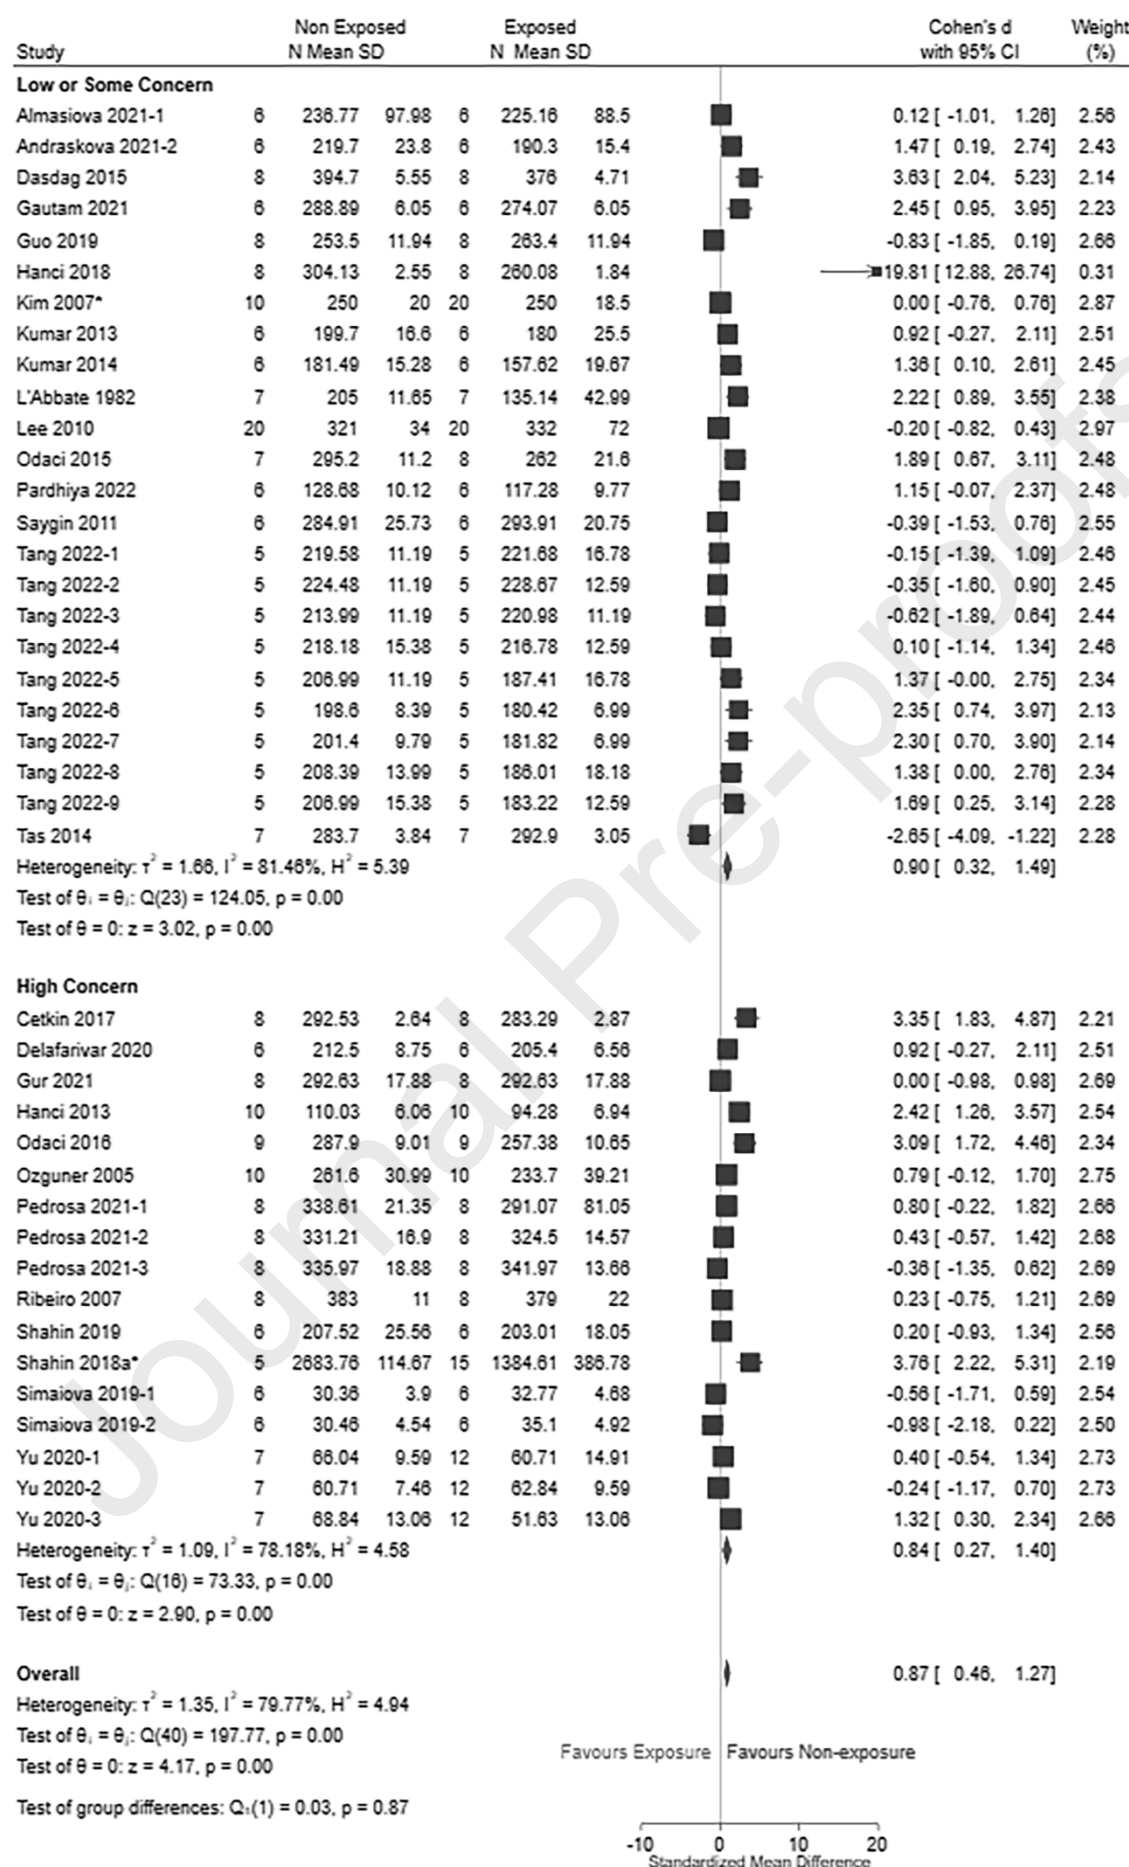 Non Exposed Exposed Cohen's d Weight
Study N Mean SD N Mean SD with 95% CI (%)
Low or Some Concern
Almasiova 2021-1 6 236.77 97.98 6 225.16 88.5 0.12 [ -1.01, 1.26] 2.56
Andraskova 2021-2 6 219.7 23.8 6 190.3 15.4 1.47 [ 0.19, 2.74] 2.43
Dasdag 2015 8 394.7 5.55 8 376 4.71 3.63 [ 2.04, 5.23] 2.14
Gautam 2021 6 288.89 6.05 6 274.07 6.05 2.45 [ 0.95, 3.95] 2.23
Guo 2019 8 253.5 11.94 8 263.4 11.94 -0.83 [ -1.85, 0.19] 2.66
Hanci 2018 8 304.13 2.55 8 260.08 1.84 19.81 [ 12.88, 26.74] 0.31
Kim 2007* 10 250 20 20 250 18.5 0.00 [ -0.76, 0.76] 2.87
Kumar 2013 6 199.7 16.6 6 180 25.5 0.92 [ -0.27, 2.11] 2.51
Kumar 2014 6 181.49 15.28 6 157.62 19.67 1.36 [ 0.10, 2.61] 2.45
L'Abbate 1982 7 205 11.65 7 135.14 42.99 2.22 [ 0.89, 3.55] 2.38
Lee 2010 20 321 34 20 332 72 -0.20 [ -0.82, 0.43] 2.97
Odaci 2015 7 295.2 11.2 8 262 21.6 1.89 [ 0.67, 3.11] 2.48
Pardhiya 2022 6 128.68 10.12 6 117.28 9.77 1.15 [ -0.07, 2.37] 2.48
Saygin 2011 6 284.91 25.73 6 293.91 20.75 -0.39 [ -1.53, 0.76] 2.55
Tang 2022-1 5 219.58 11.19 5 221.68 16.78 -0.15 [ -1.39, 1.09] 2.46
Tang 2022-2 5 224.48 11.19 5 228.67 12.59 -0.35 [ -1.60, 0.90] 2.45
Tang 2022-3 5 213.99 11.19 5 220.98 11.19 -0.62 [ -1.89, 0.64] 2.44
Tang 2022-4 5 218.18 15.38 5 216.78 12.59 0.10 [ -1.14, 1.34] 2.46
Tang 2022-5 5 206.99 11.19 5 187.41 16.78 1.37 [ -0.00, 2.75] 2.34
Tang 2022-6 5 198.6 8.39 5 180.42 6.99 2.35 [ 0.74, 3.97] 2.13
Tang 2022-7 5 201.4 9.79 5 181.82 6.99 2.30 [ 0.70, 3.90] 2.14
Tang 2022-8 5 208.39 13.99 5 186.01 18.18 1.38 [ 0.00, 2.76] 2.34
Tang 2022-9 5 206.99 15.38 5 183.22 12.59 1.69 [ 0.25, 3.14] 2.28
Tas 2014 7 283.7 3.84 7 292.9 3.05 -2.65 [ -4.09, -1.22] 2.28
Heterogeneity: τ² = 1.66, I² = 81.46%, H² = 5.39 0.90 [ 0.32, 1.49]
Test of θᵢ = θⱼ: Q(23) = 124.05, p = 0.00
Test of θ = 0: z = 3.02, p = 0.00
High Concern
Cetkin 2017 8 292.53 2.64 8 283.29 2.87 3.35 [ 1.83, 4.87] 2.21
Delafarivar 2020 6 212.5 8.75 6 205.4 6.56 0.92 [ -0.27, 2.11] 2.51
Gur 2021 8 292.63 17.88 8 292.63 17.88 0.00 [ -0.98, 0.98] 2.69
Hanci 2013 10 110.03 6.06 10 94.28 6.94 2.42 [ 1.26, 3.57] 2.54
Odaci 2016 9 287.9 9.01 9 257.38 10.65 3.09 [ 1.72, 4.46] 2.34
Ozguner 2005 10 261.6 30.99 10 233.7 39.21 0.79 [ -0.12, 1.70] 2.75
Pedrosa 2021-1 8 338.61 21.35 8 291.07 81.05 0.80 [ -0.22, 1.82] 2.66
Pedrosa 2021-2 8 331.21 16.9 8 324.5 14.57 0.43 [ -0.57, 1.42] 2.68
Pedrosa 2021-3 8 335.97 18.88 8 341.97 13.66 -0.36 [ -1.35, 0.62] 2.69
Ribeiro 2007 8 383 11 8 379 22 0.23 [ -0.75, 1.21] 2.69
Shahin 2019 6 207.52 25.56 6 203.01 18.05 0.20 [ -0.93, 1.34] 2.56
Shahin 2018a* 5 2683.76 114.67 15 1384.61 386.78 3.76 [ 2.22, 5.31] 2.19
Simaiova 2019-1 6 30.36 3.9 6 32.77 4.68 -0.56 [ -1.71, 0.59] 2.54
Simaiova 2019-2 6 30.46 4.54 6 35.1 4.92 -0.98 [ -2.18, 0.22] 2.50
Yu 2020-1 7 66.04 9.59 12 60.71 14.91 0.40 [ -0.54, 1.34] 2.73
Yu 2020-2 7 60.71 7.46 12 62.84 9.59 -0.24 [ -1.17, 0.70] 2.73
Yu 2020-3 7 68.84 13.06 12 51.63 13.06 1.32 [ 0.30, 2.34] 2.66
Heterogeneity: τ² = 1.09, I² = 78.18%, H² = 4.58 0.84 [ 0.27, 1.40]
Test of θᵢ = θⱼ: Q(16) = 73.33, p = 0.00
Test of θ = 0: z = 2.90, p = 0.00
Overall 0.87 [ 0.46, 1.27]
Heterogeneity: τ² = 1.35, I² = 79.77%, H² = 4.94
Test of θᵢ = θⱼ: Q(40) = 197.77, p = 0.00
Favours Exposure Favours Non-exposure
Test of θ = 0: z = 4.17, p = 0.00
Test of group differences: Qₜ(1) = 0.03, p = 0.87
-10 0 10 20
Standardized Mean Difference
Journal Pre-proofs